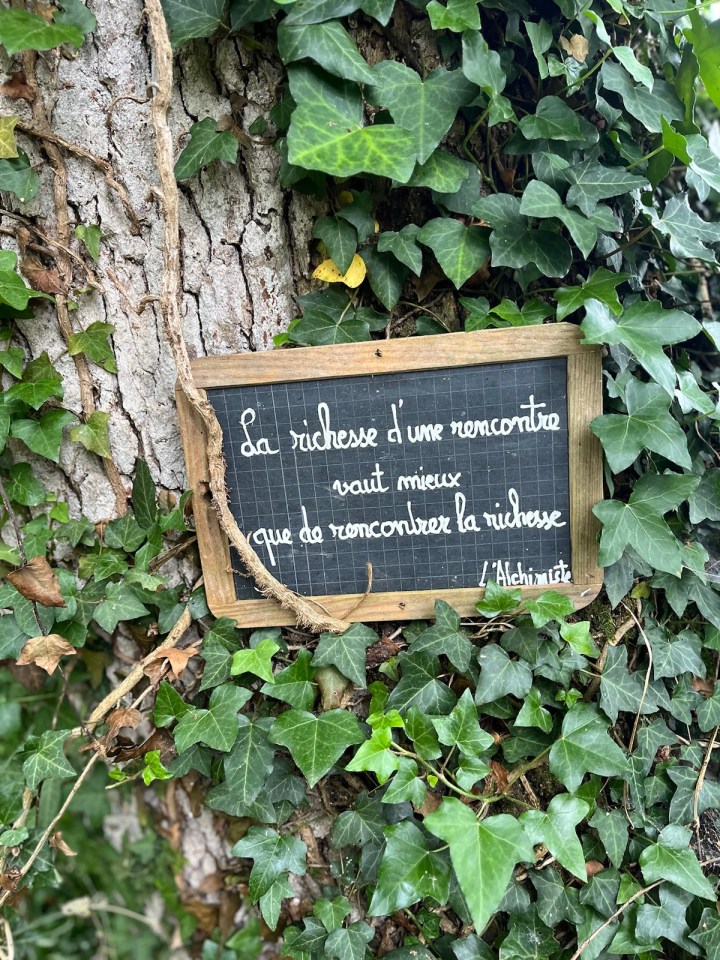 La richesse d'une rencontre
vaut mieux
que de rencontrer la richesse
L'Alchimiste